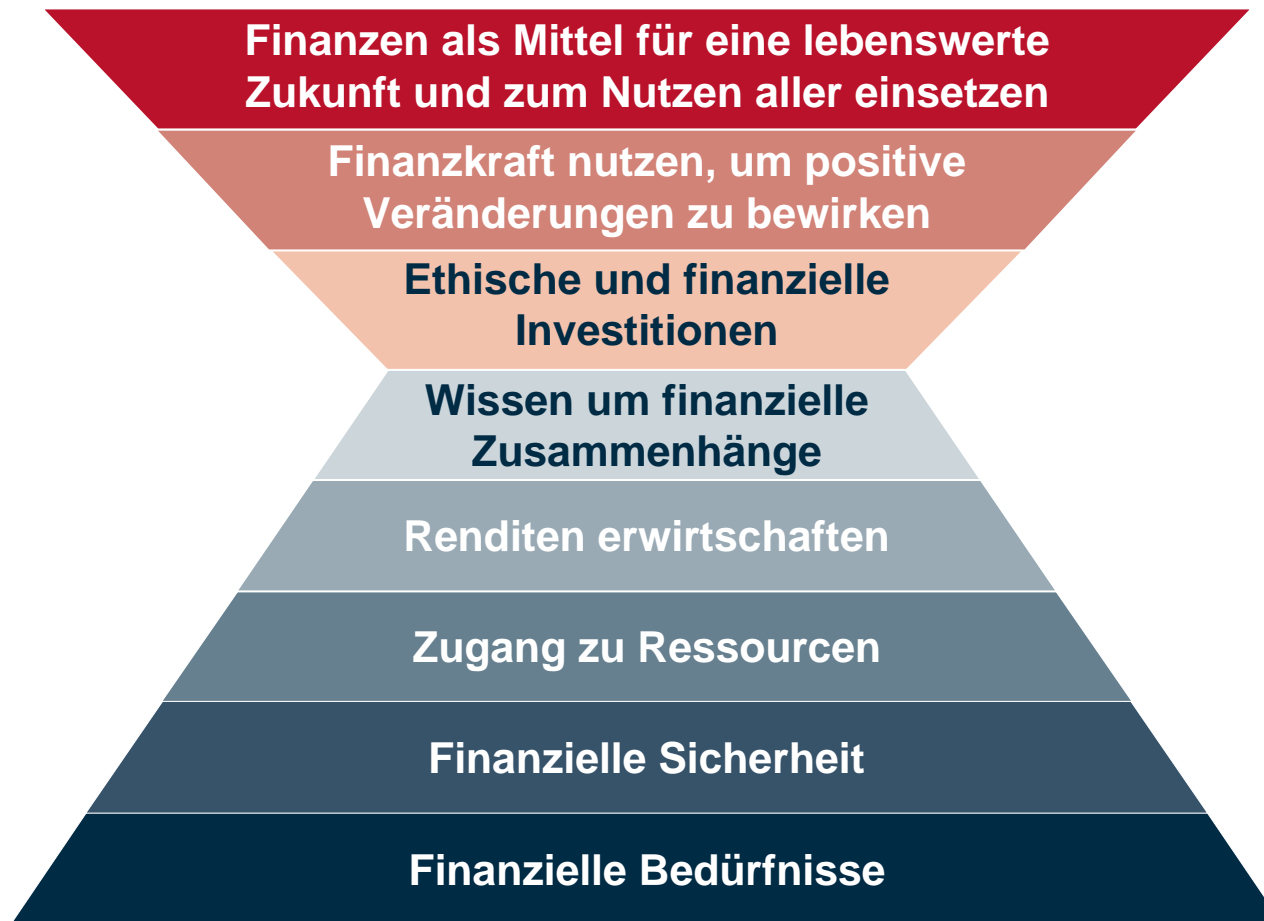 Finanzen als Mittel für eine lebenswerte
Zukunft und zum Nutzen aller einsetzen
Finanzkraft nutzen, um positive
Veränderungen zu bewirken
Ethische und finanzielle
Investitionen
Wissen um finanzielle
Zusammenhänge
Renditen erwirtschaften
Zugang zu Ressourcen
Finanzielle Sicherheit
Finanzielle Bedürfnisse